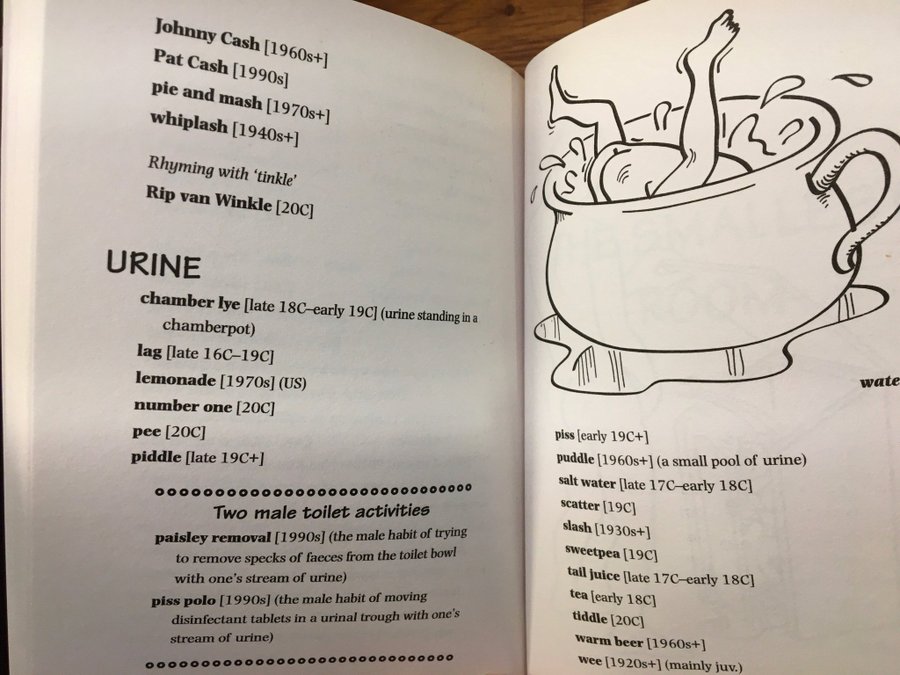 Johnny Cash [1960s+]
Pat Cash [1990s]
pie and mash [1970s+]
whiplash [1940s+]
Rhyming with ‘tinkle’
Rip van Winkle [20C]
URINE
chamber lye [late 18C–early 19C] (urine standing in a
chamberpot)
lag [late 16C–19C]
lemonade [1970s] (US)
number one [20C]
pee [20C]
piddle [late 19C+]
Two male toilet activities
paisley removal [1990s] (the male habit of trying
to remove specks of faeces from the toilet bowl
with one’s stream of urine)
piss polo [1990s] (the male habit of moving
disinfectant tablets in a urinal trough with one’s
stream of urine)
wate
piss [early 19C+]
puddle [1960s+] (a small pool of urine)
salt water [late 17C–early 18C]
scatter [19C]
slash [1930s+]
sweetpea [19C]
tail juice [late 17C–early 18C]
tea [early 18C]
tiddle [20C]
warm beer [1960s+]
wee [1920s+] (mainly juv.)